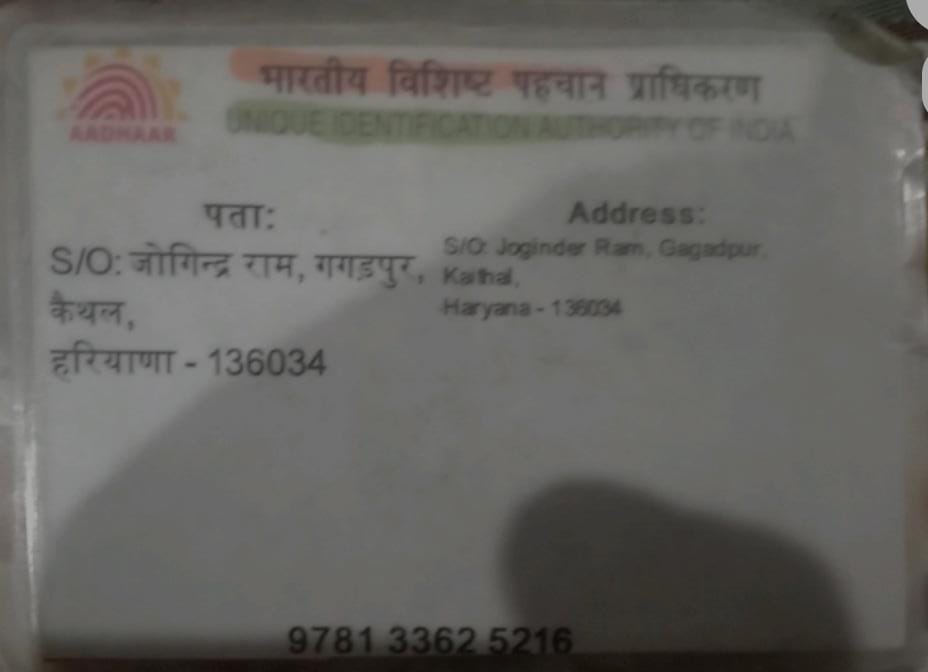 AADHAAR
भारतीय विशिष्ट पहचान प्राधिकरण
UNIQUE IDENTIFICATION AUTHORITY OF INDIA
पता:
S/O: जोगिन्द्र राम, गगड़पुर,
कैथल,
हरियाणा - 136034
Address:
S/O: Joginder Ram, Gagadpur,
Kaithal,
Haryana - 136034
9781 3362 5216